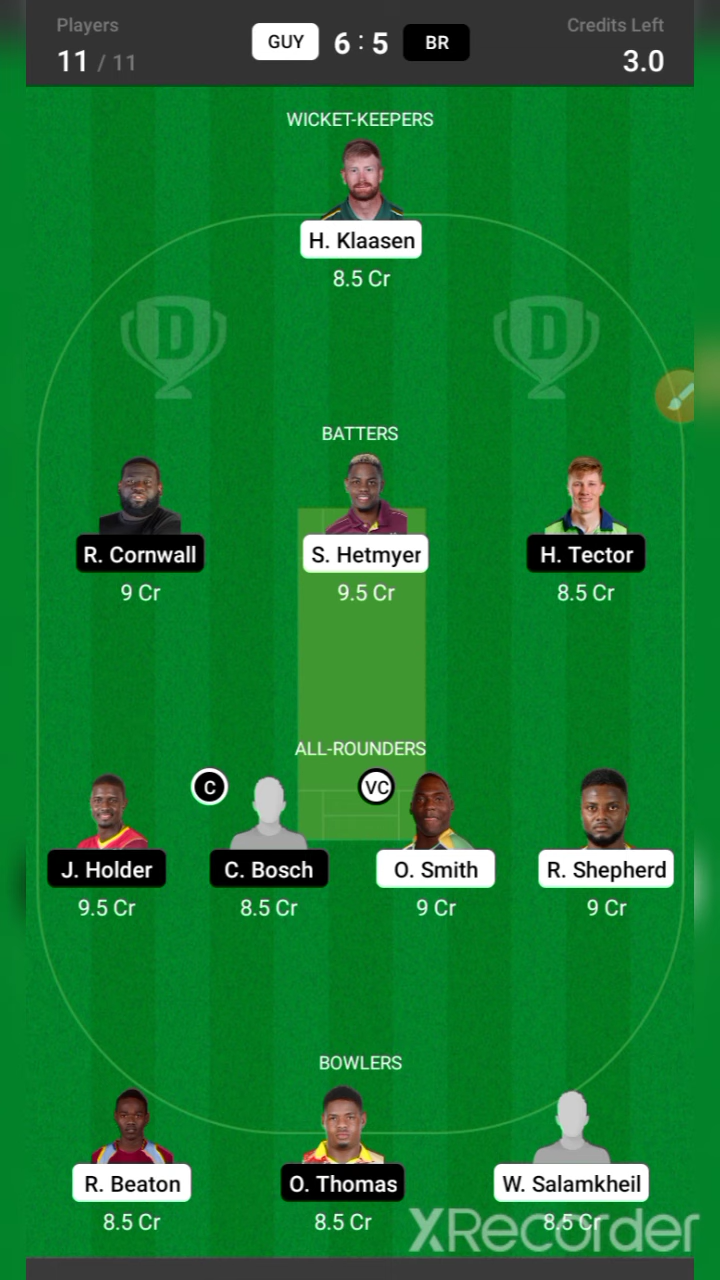 Players
Credits Left
11 / 11
GUY 6 : 5 BR
3.0
WICKET-KEEPERS
H. Klaasen
8.5 Cr
D D
BATTERS
R. Cornwall S. Hetmyer H. Tector
9 Cr 9.5 Cr 8.5 Cr
ALL-ROUNDERS
C VC
J. Holder C. Bosch O. Smith R. Shepherd
9.5 Cr 8.5 Cr 9 Cr 9 Cr
BOWLERS
R. Beaton O. Thomas W. Salamkheil
8.5 Cr 8.5 Cr 8.5 Cr
XRecorder